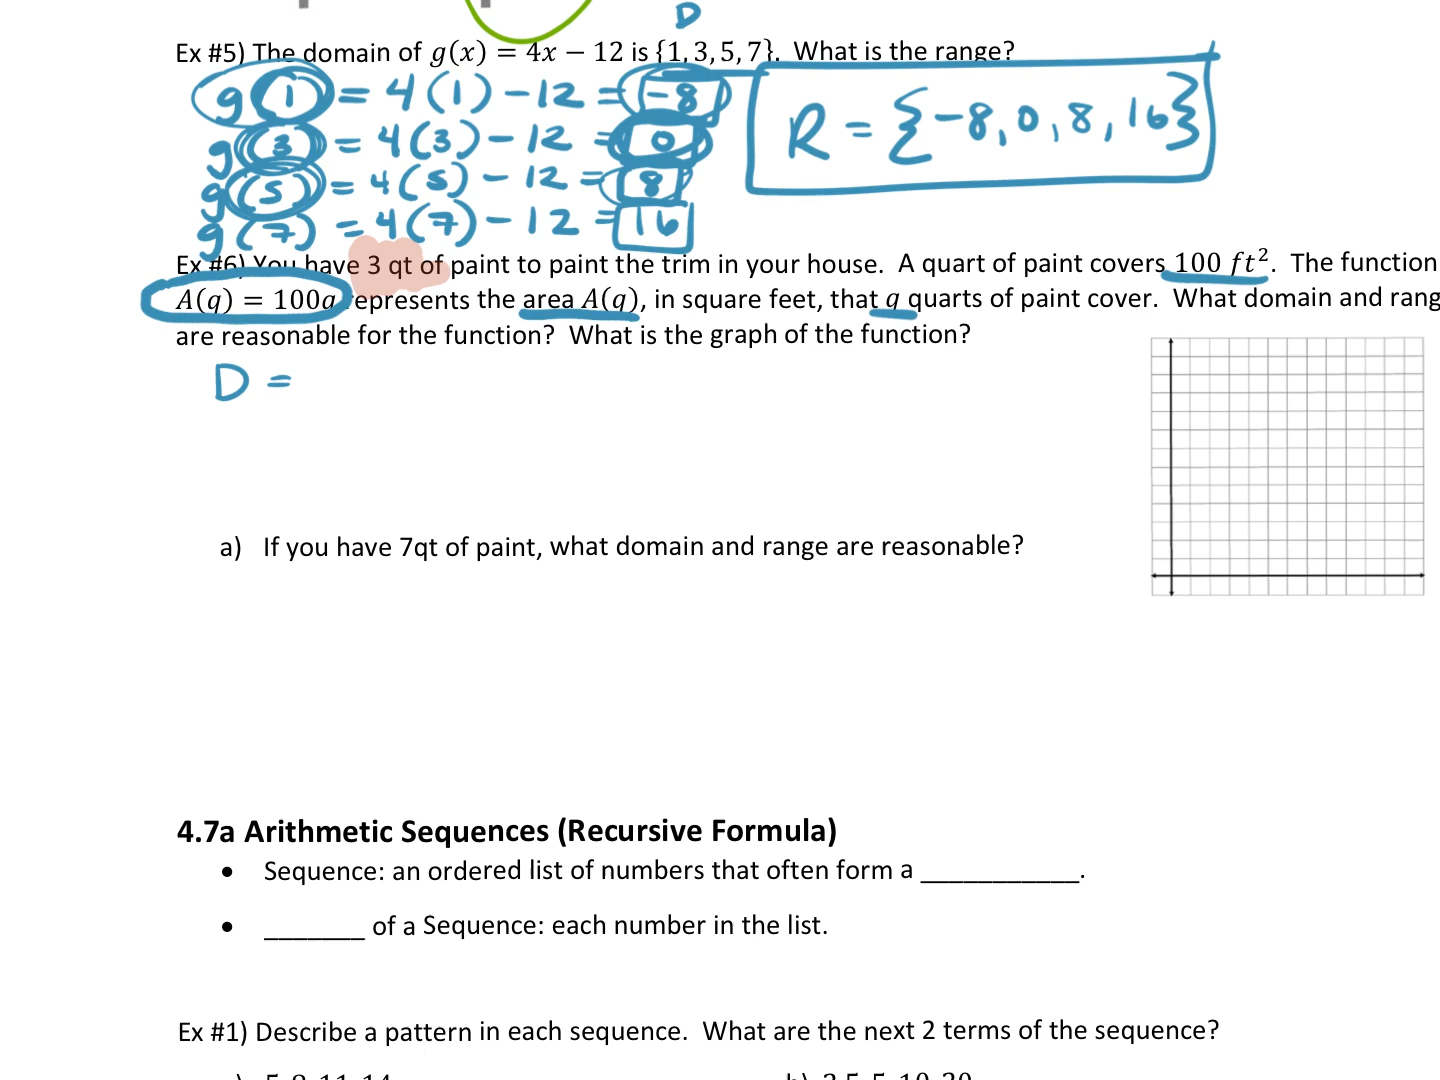 D
Ex #5) The domain of g(x) = 4x − 12 is {1, 3, 5, 7}. What is the range?
g(1) = 4(1) − 12 = −8
g(3) = 4(3) − 12 = 0
g(5) = 4(5) − 12 = 8
g(7) = 4(7) − 12 = 16
R = {−8, 0, 8, 16}
Ex #6) You have 3 qt of paint to paint the trim in your house. A quart of paint covers 100 ft². The function
A(q) = 100q represents the area A(q), in square feet, that q quarts of paint cover. What domain and rang
are reasonable for the function? What is the graph of the function?
D =
a) If you have 7qt of paint, what domain and range are reasonable?
4.7a Arithmetic Sequences (Recursive Formula)
• Sequence: an ordered list of numbers that often form a ___________.
• _______ of a Sequence: each number in the list.
Ex #1) Describe a pattern in each sequence. What are the next 2 terms of the sequence?